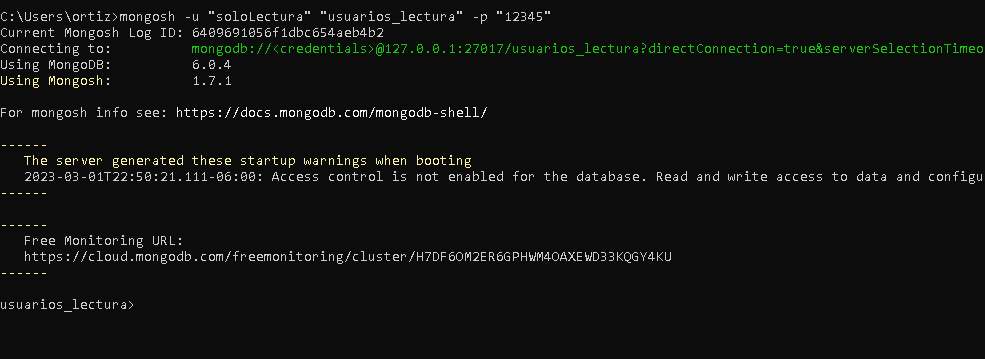 C:\Users\ortiz>mongosh -u "soloLectura" "usuarios_lectura" -p "12345"
Current Mongosh Log ID: 6409691056f1dbc654aeb4b2
Connecting to:          mongodb://<credentials>@127.0.0.1:27017/usuarios_lectura?directConnection=true&serverSelectionTimeo
Using MongoDB:          6.0.4
Using Mongosh:          1.7.1
For mongosh info see: https://docs.mongodb.com/mongodb-shell/
------
   The server generated these startup warnings when booting
   2023-03-01T22:50:21.111-06:00: Access control is not enabled for the database. Read and write access to data and configu
------
------
   Free Monitoring URL:
   https://cloud.mongodb.com/freemonitoring/cluster/H7DF6OM2ER6GPHWM4OAXEWD33KQGY4KU
------
usuarios_lectura>